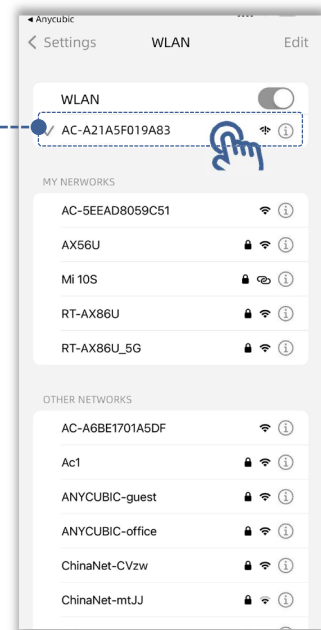 ◂ Anycubic
Settings WLAN Edit
WLAN
AC-A21A5F019A83
MY NERWORKS
AC-5EEAD8059C51
AX56U
Mi 10S
RT-AX86U
RT-AX86U_5G
OTHER NETWORKS
AC-A6BE1701A5DF
Ac1
ANYCUBIC-guest
ANYCUBIC-office
ChinaNet-CVzw
ChinaNet-mtJJ